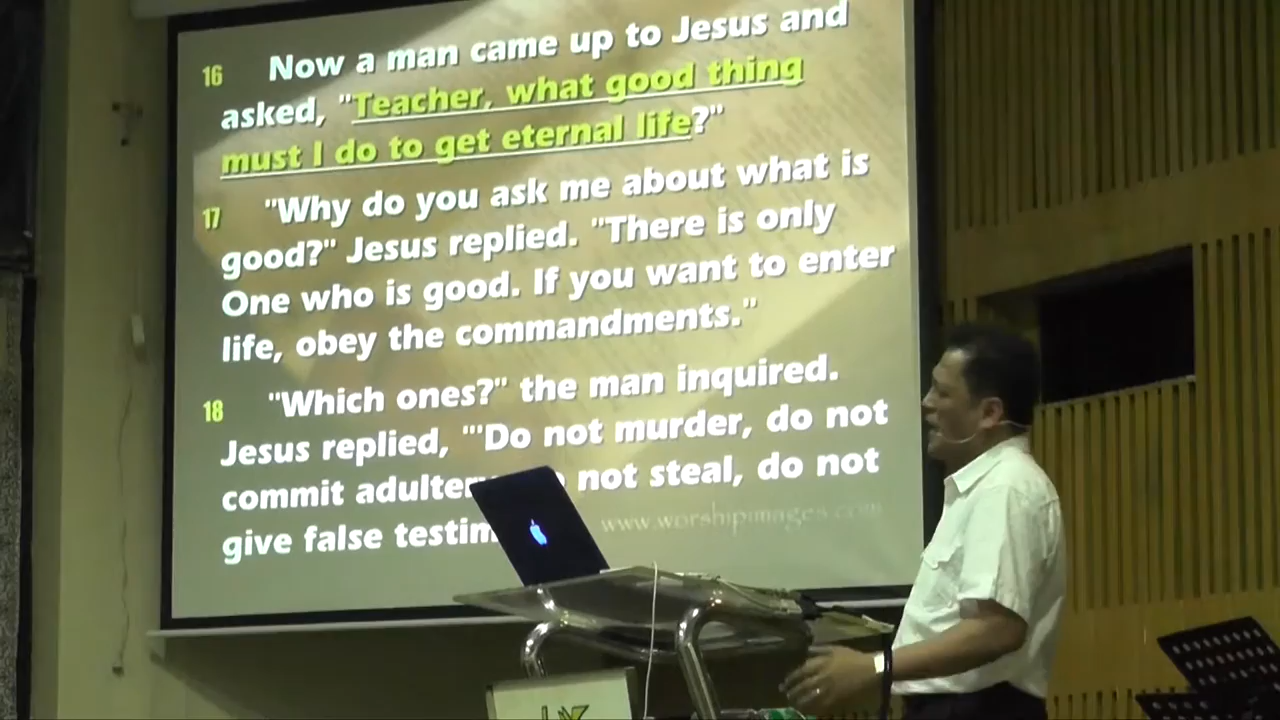 16 Now a man came up to Jesus and
asked, "Teacher, what good thing
must I do to get eternal life?"
17 "Why do you ask me about what is
good?" Jesus replied. "There is only
One who is good. If you want to enter
life, obey the commandments."
18 "Which ones?" the man inquired.
Jesus replied, "'Do not murder, do not
commit not steal, do not
give false
www.worshipimages.com